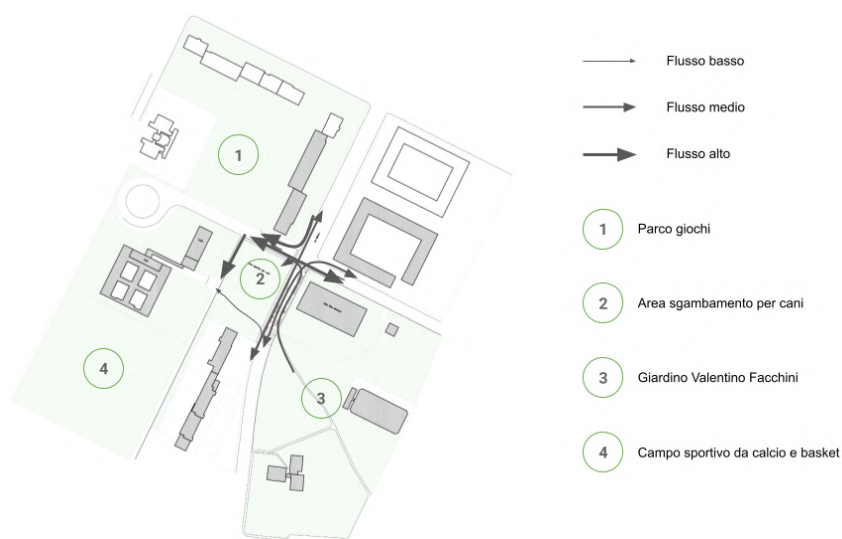 Flusso basso
Flusso medio
Flusso alto
1
Parco giochi
2
Area sgambamento per cani
3
Giardino Valentino Facchini
4
Campo sportivo da calcio e basket
1
2
3
4